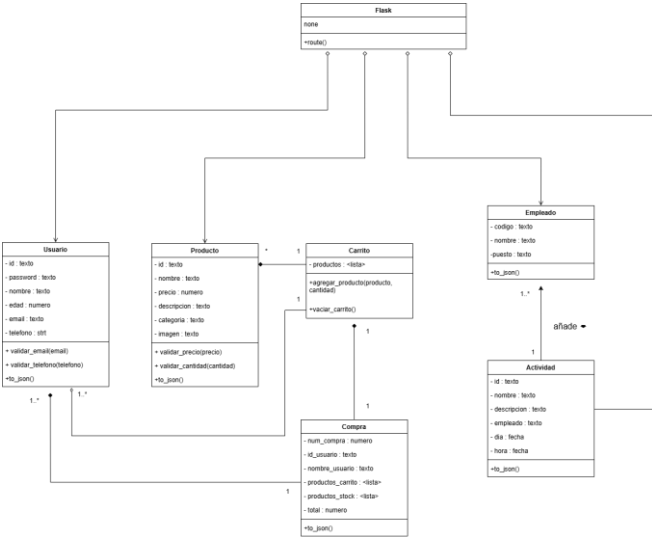 Flask
none
+route()
Usuario
- id : texto
- password : texto
- nombre : texto
- edad : numero
- email : texto
- telefono : strt
+ validar_email(email)
+ validar_telefono(telefono)
+to_json()
Producto
- id : texto
- nombre : texto
- precio : numero
- descripcion : texto
- categoria : texto
- imagen : texto
+ validar_precio(precio)
+ validar_cantidad(cantidad)
+to_json()
*
1
Carrito
- productos : <lista>
+agregar_producto(producto,
cantidad)
+vaciar_carrito()
1
1
1
1..*
1..*
1
Compra
- num_compra : numero
- id_usuario : texto
- nombre_usuario : texto
- productos_carrito : <lista>
- productos_stock : <lista>
- total : numero
+to_json()
Empleado
- codigo : texto
- nombre : texto
-puesto : texto
+to_json()
1..*
añade
1
Actividad
- id : texto
- nombre : texto
- descripcion : texto
- empleado : texto
- dia : fecha
- hora : fecha
+to_json()